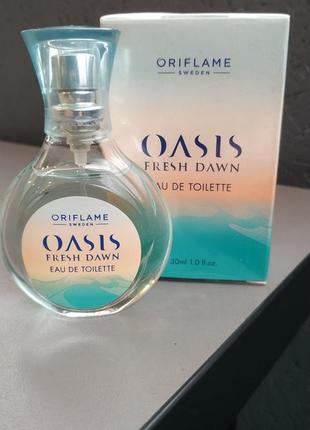 ORIFLAME
SWEDEN
OASIS
FRESH DAWN
EAU DE TOILETTE
30ml 1.0 fl.oz.
ORIFLAME
SWEDEN
OASIS
FRESH DAWN
EAU DE TOILETTE